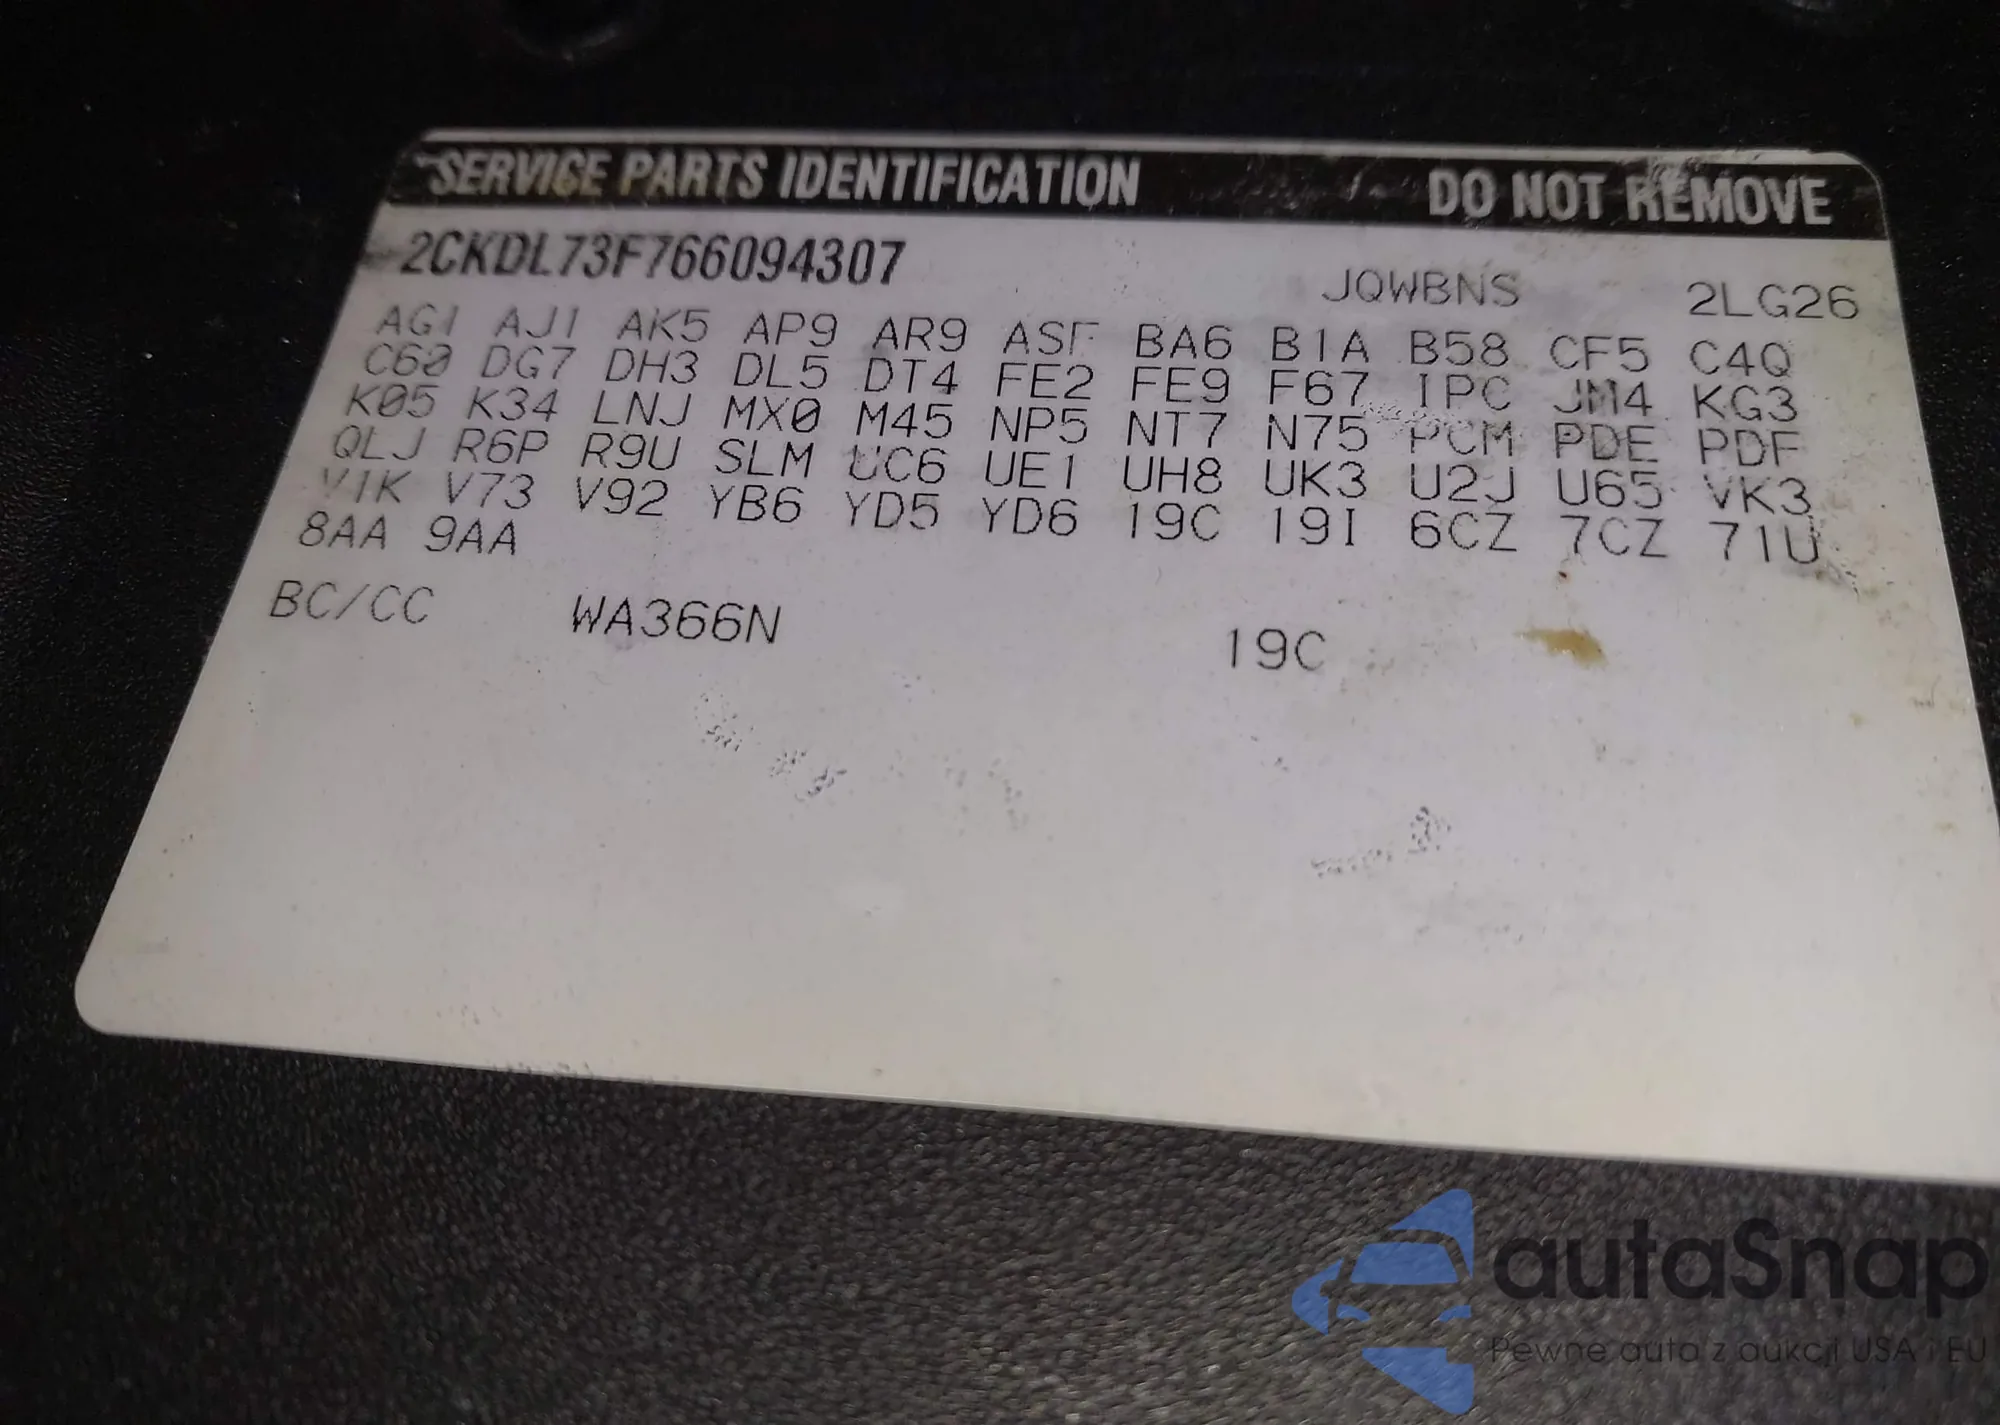 SERVICE PARTS IDENTIFICATION DO NOT REMOVE
2CKDL73F766094307 JQWBNS 2LG26
AG1 AJ1 AK5 AP9 AR9 ASF BA6 B1A B58 CF5 C4Q
C60 DG7 DH3 DL5 DT4 FE2 FE9 F67 IPC JM4 KG3
K05 K34 LNJ MX0 M45 NP5 NT7 N75 PCM PDE PDF
QLJ R6P R9U SLM UC6 UE1 UH8 UK3 U2J U65 VK3
V1K V73 V92 YB6 YD5 YD6 19C 19I 6CZ 7CZ 71U
8AA 9AA
BC/CC WA366N 19C
autaSnap
Pewne auta z aukcji USA i EU